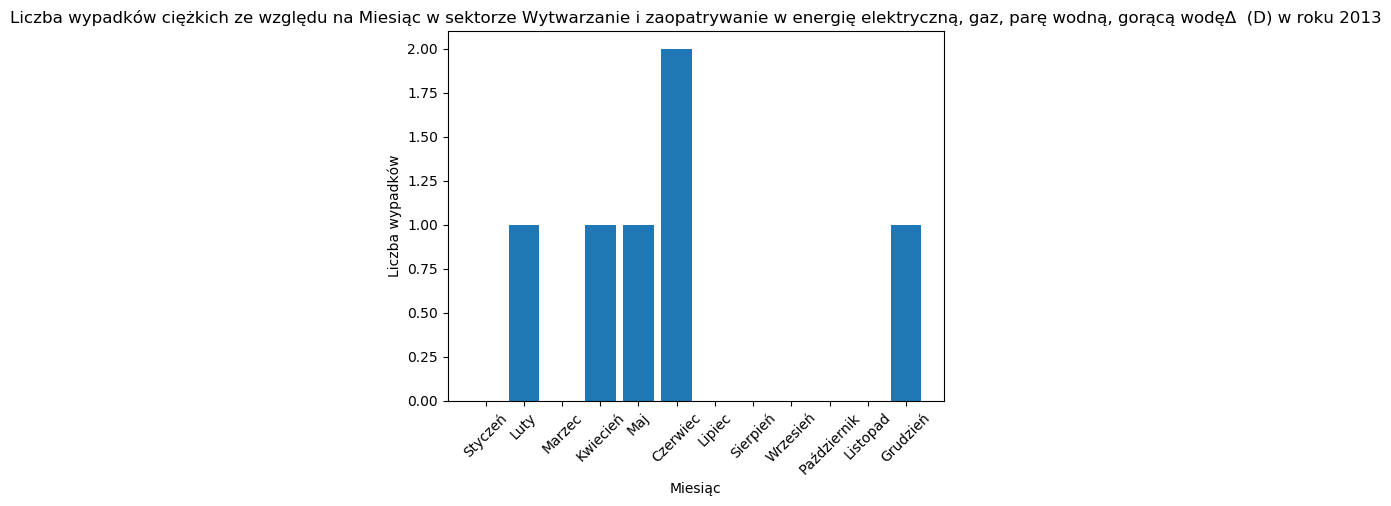 Liczba wypadków ciężkich ze względu na Miesiąc w sektorze Wytwarzanie i zaopatrywanie w energię elektryczną, gaz, parę wodną, gorącą wodęΔ  (D) w roku 2013
2.00
1.75
1.50
1.25
1.00
0.75
0.50
0.25
0.00
Liczba wypadków
Styczeń
Luty
Marzec
Kwiecień
Maj
Czerwiec
Lipiec
Sierpień
Wrzesień
Październik
Listopad
Grudzień
Miesiąc